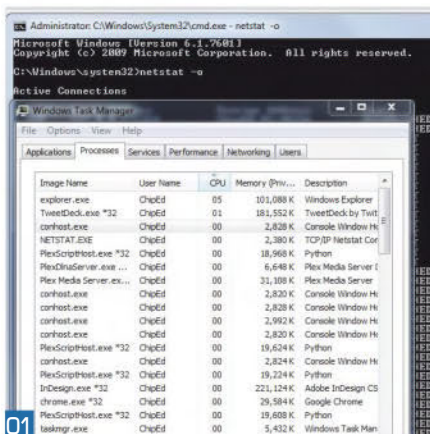 Administrator: C:\Windows\System32\cmd.exe - netstat -o
Microsoft Windows [Version 6.1.7601]
Copyright (c) 2009 Microsoft Corporation. All rights reserved.
C:\Windows\system32>netstat -o
Active Connections
Windows Task Manager
File Options View Help
Applications Processes Services Performance Networking Users
Image Name User Name CPU Memory (Priv... Description
explorer.exe ChipEd 05 101,088 K Windows Explorer
TweetDeck.exe *32 ChipEd 01 181,552 K TweetDeck by Twit
conhost.exe ChipEd 00 2,828 K Console Window Ho
NETSTAT.EXE ChipEd 00 2,380 K TCP/IP Netstat Com
PlexScriptHost.exe *32 ChipEd 00 18,968 K Python
PlexDlnaServer.exe ... ChipEd 00 6,648 K Plex Media Server
Plex Media Server.ex... ChipEd 00 31,108 K Plex Media Server
conhost.exe ChipEd 00 2,820 K Console Window Ho
conhost.exe ChipEd 00 2,828 K Console Window Ho
conhost.exe ChipEd 00 2,992 K Console Window Ho
conhost.exe ChipEd 00 2,820 K Console Window Ho
PlexScriptHost.exe *32 ChipEd 00 19,624 K Python
conhost.exe ChipEd 00 2,824 K Console Window Ho
PlexScriptHost.exe *32 ChipEd 00 19,224 K Python
InDesign.exe *32 ChipEd 00 221,124 K Adobe InDesign CS
chrome.exe *32 ChipEd 00 29,584 K Google Chrome
PlexScriptHost.exe *32 ChipEd 00 19,608 K Python
taskmgr.exe ChipEd 00 5,432 K Windows Task Man
01